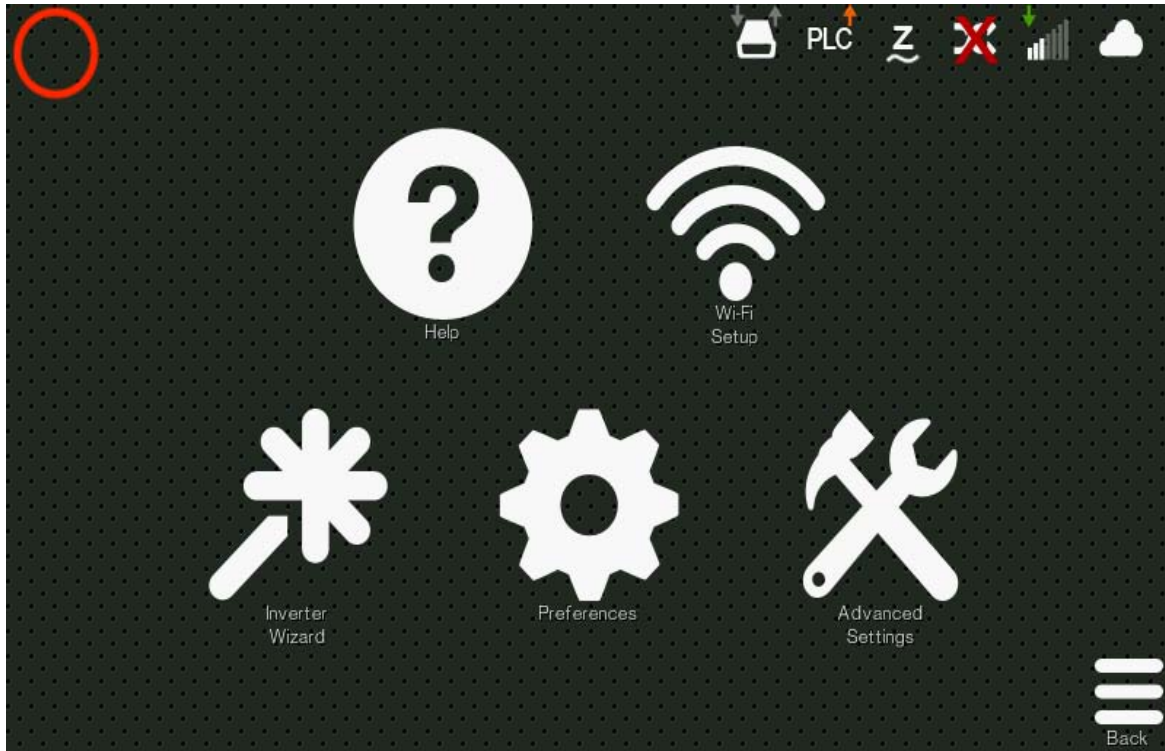 PLC Z
?
Help
Wi-Fi
Setup
Inverter
Wizard
Preferences
Advanced
Settings
Back